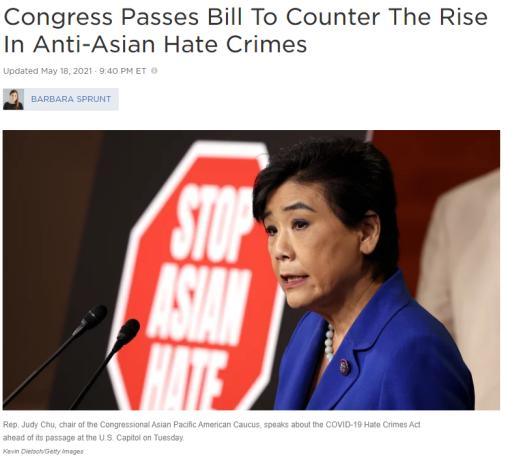 Congress Passes Bill To Counter The Rise
In Anti-Asian Hate Crimes
Updated May 18, 2021 · 9:40 PM ET
BARBARA SPRUNT
STOP
ASIAN
HATE
Rep. Judy Chu, chair of the Congressional Asian Pacific American Caucus, speaks about the COVID-19 Hate Crimes Act
ahead of its passage at the U.S. Capitol on Tuesday.
Kevin Dietsch/Getty Images